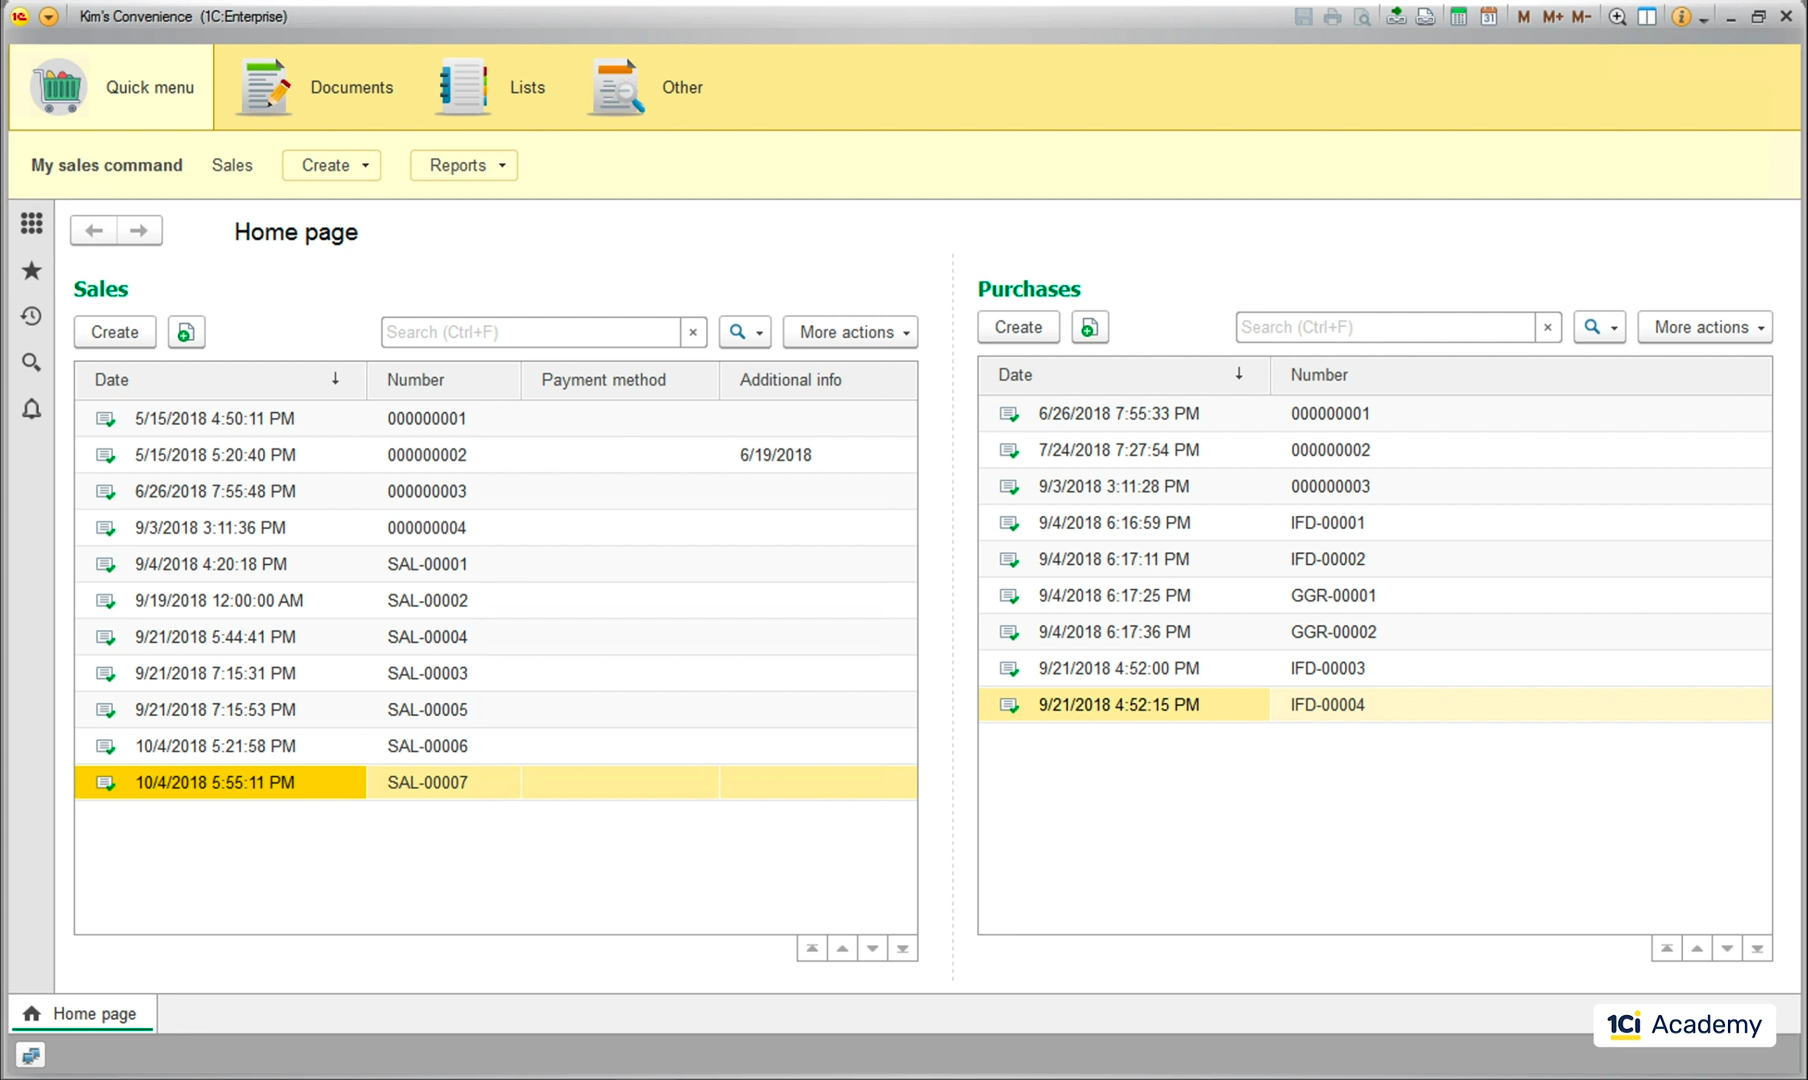 Kim's Convenience (1C:Enterprise)
M M+ M-
Quick menu Documents Lists Other
My sales command Sales Create Reports
Home page
Sales
Create Search (Ctrl+F) × More actions
Date ↓ Number Payment method Additional info
5/15/2018 4:50:11 PM 000000001
5/15/2018 5:20:40 PM 000000002 6/19/2018
6/26/2018 7:55:48 PM 000000003
9/3/2018 3:11:36 PM 000000004
9/4/2018 4:20:18 PM SAL-00001
9/19/2018 12:00:00 AM SAL-00002
9/21/2018 5:44:41 PM SAL-00004
9/21/2018 7:15:31 PM SAL-00003
9/21/2018 7:15:53 PM SAL-00005
10/4/2018 5:21:58 PM SAL-00006
10/4/2018 5:55:11 PM SAL-00007
Purchases
Create Search (Ctrl+F) × More actions
Date ↓ Number
6/26/2018 7:55:33 PM 000000001
7/24/2018 7:27:54 PM 000000002
9/3/2018 3:11:28 PM 000000003
9/4/2018 6:16:59 PM IFD-00001
9/4/2018 6:17:11 PM IFD-00002
9/4/2018 6:17:25 PM GGR-00001
9/4/2018 6:17:36 PM GGR-00002
9/21/2018 4:52:00 PM IFD-00003
9/21/2018 4:52:15 PM IFD-00004
Home page
1Ci Academy